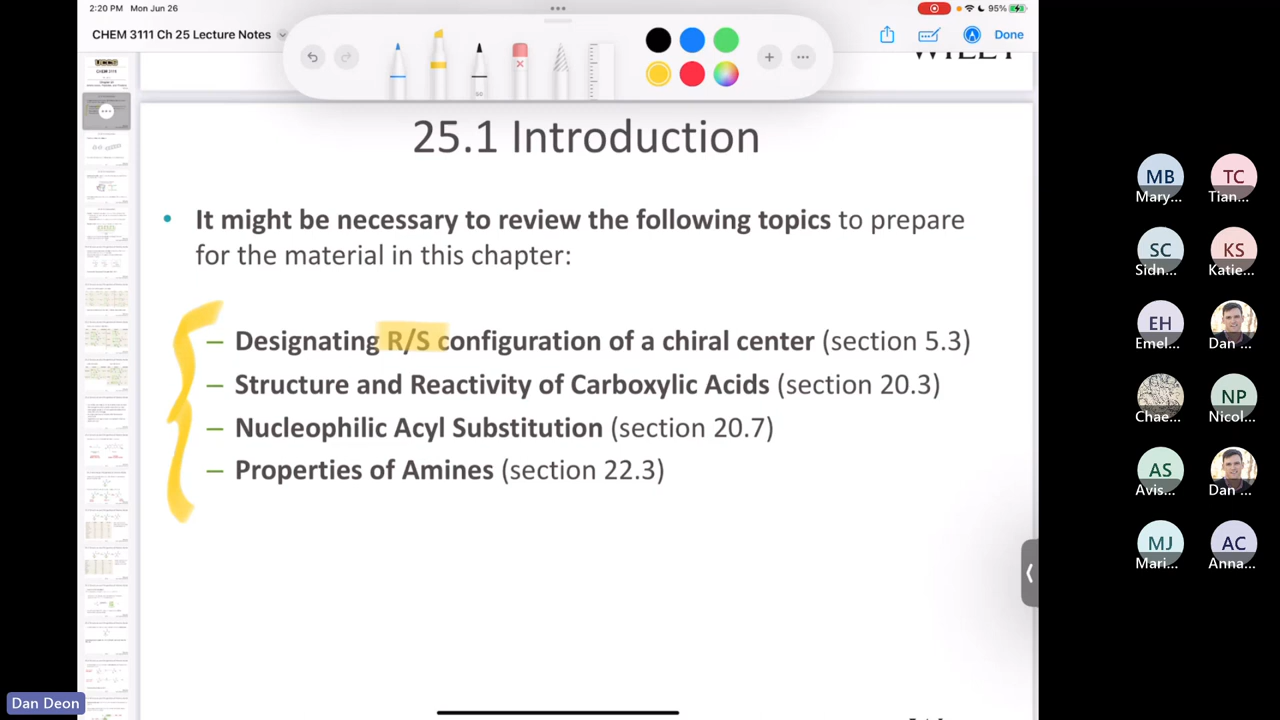 2:20 PM Mon Jun 26
95%
CHEM 3111 Ch 25 Lecture Notes
Done
25.1 Introduction
• It might be necessary to review the following topics to prepare
for the material in this chapter:
– Designating R/S configuration of a chiral center (section 5.3)
– Structure and Reactivity of Carboxylic Acids (section 20.3)
– Nucleophilic Acyl Substitution (section 20.7)
– Properties of Amines (section 22.3)
MB
Mary...
TC
Tian...
SC
Sidn...
KS
Katie...
EH
Emel...
Dan ...
Chae...
NP
Nicol...
AS
Avis...
Dan ...
MJ
Mari...
AC
Anna...
Dan Deon